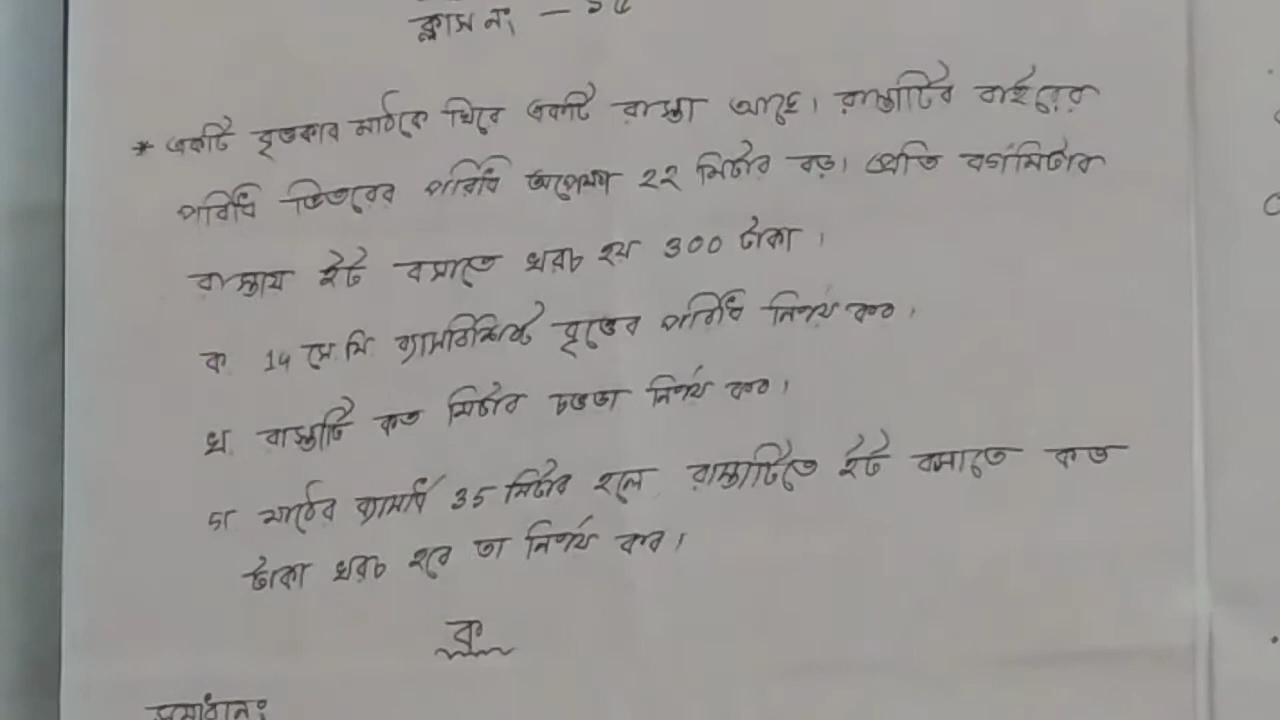 ক্লাস নং - ১৫
* একটি বৃত্তকার মাঠকে ঘিরে একটি রাস্তা আছে। রাস্তাটির বাইরের
পরিধি ভিতরের পরিধি অপেক্ষা ২২ মিটার বড়। প্রতি বর্গমিটার
রাস্তায় ইট বসাতে খরচ হয় 300 টাকা।
ক. 14 সে.মি. ব্যাসবিশিষ্ট বৃত্তের পরিধি নির্ণয় কর।
খ. রাস্তাটি কত মিটার চওড়া নির্ণয় কর।
গ মাঠের ব্যাসার্ধ 35 মিটার হলে রাস্তাটিতে ইট বসাতে কত
টাকা খরচ হবে তা নির্ণয় কর।
ক
সমাধান: